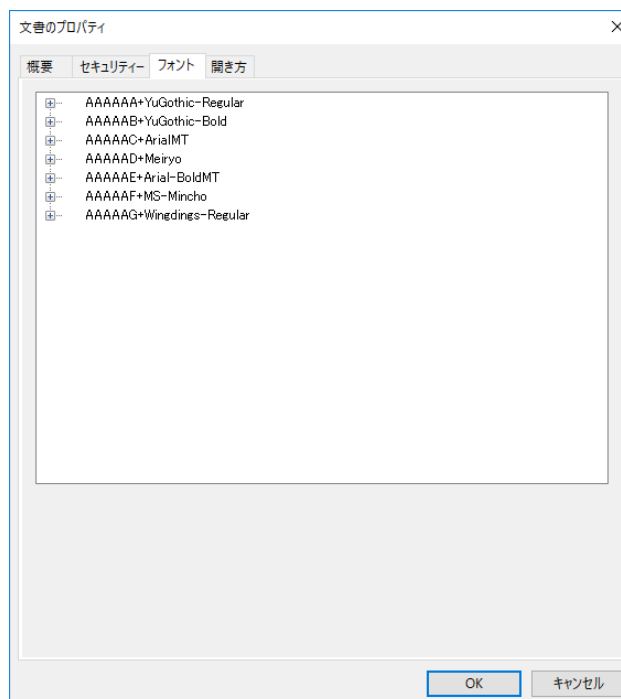 文書のプロパティ
概要 セキュリティー フォント 開き方
AAAAAA+YuGothic-Regular
AAAAAB+YuGothic-Bold
AAAAAC+ArialMT
AAAAAD+Meiryo
AAAAAE+Arial-BoldMT
AAAAAF+MS-Mincho
AAAAAG+Wingdings-Regular
OK キャンセル